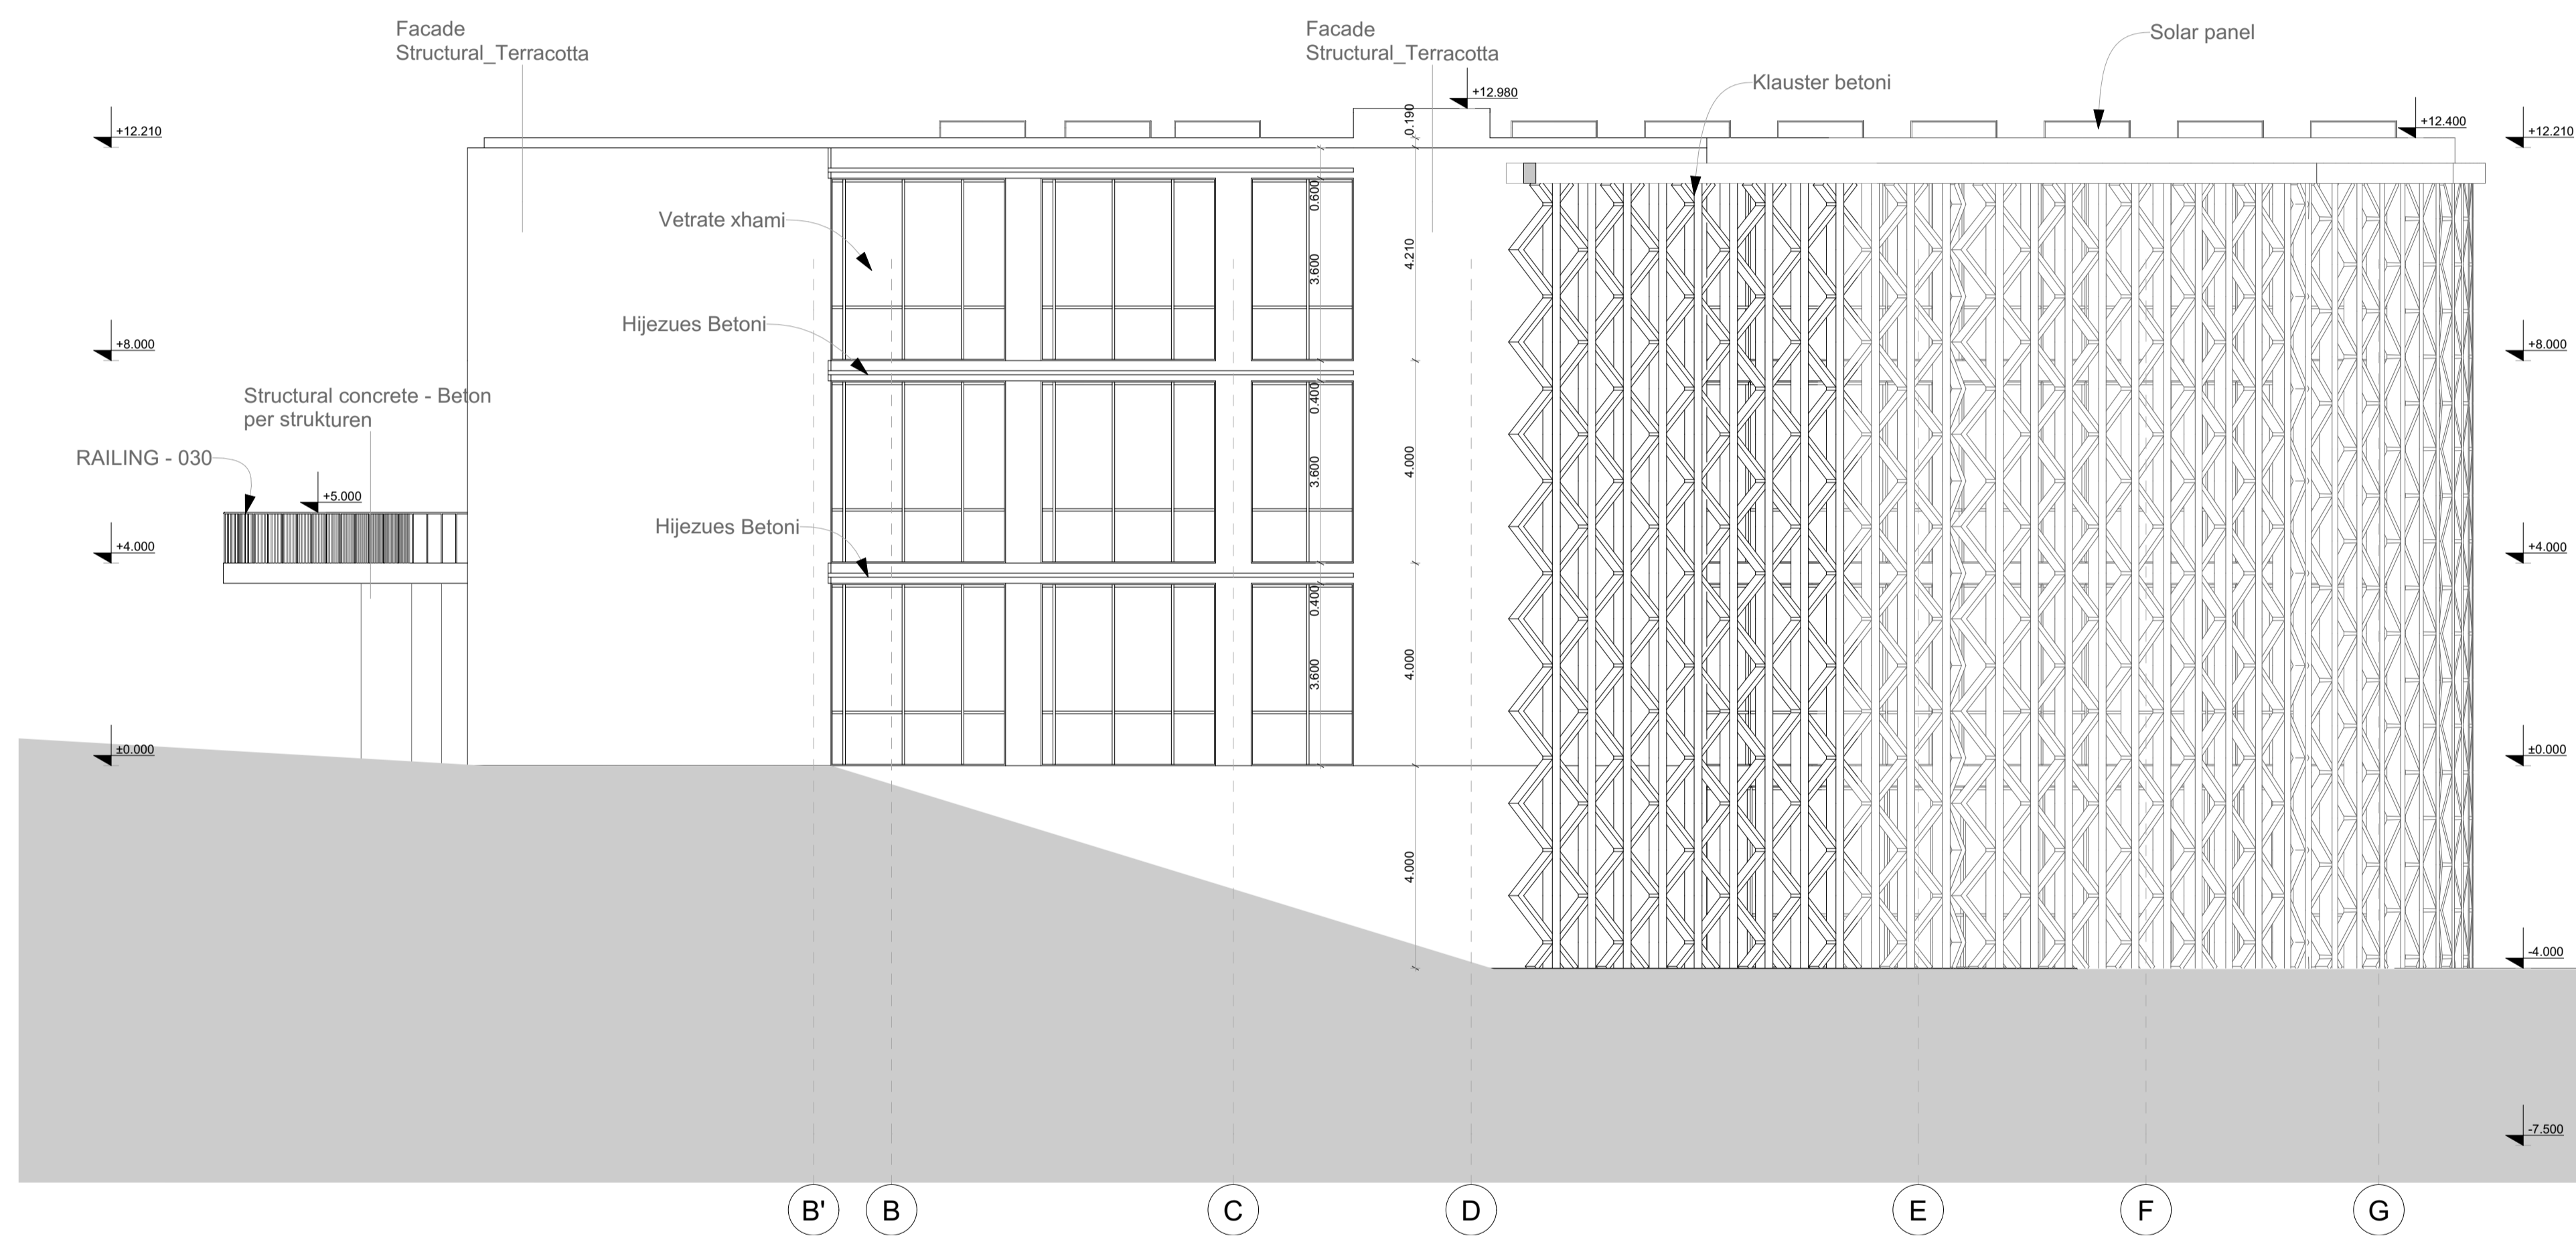 Facade
Structural_Terracotta
Facade
Structural_Terracotta
Solar panel
Klauster betoni
+12.980
+12.210
0.190
+12.400
+12.210
Vetrate xhami
0.600
3.600
4.210
Hijezues Betoni
+8.000
+8.000
Structural concrete - Beton
per strukturen
0.400
RAILING - 030
3.600
4.000
+5.000
Hijezues Betoni
+4.000
+4.000
0.400
3.600
4.000
±0.000
±0.000
4.000
-4.000
-7.500
B'
B
C
D
E
F
G